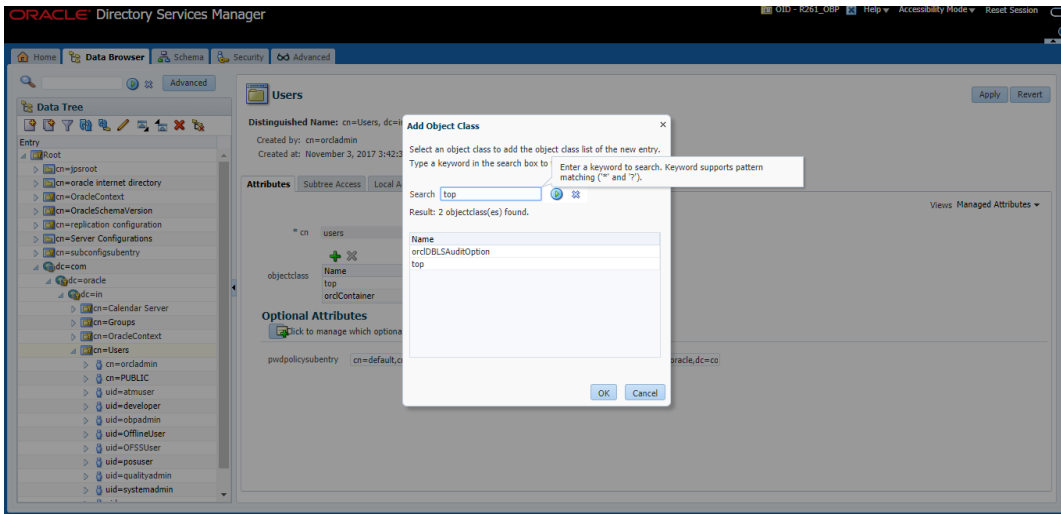 ORACLE Directory Services Manager
OID - R261_OBP Help Accessibility Mode Reset Session
Home Data Browser Schema Security Advanced
Advanced
Data Tree
Entry
Root
cn=jpsroot
cn=oracle internet directory
cn=OracleContext
cn=OracleSchemaVersion
cn=replication configuration
cn=Server Configurations
cn=subconfigsubentry
dc=com
dc=oracle
dc=in
cn=Calendar Server
cn=Groups
cn=OracleContext
cn=Users
cn=orcladmin
cn=PUBLIC
uid=atmuser
uid=developer
uid=obpadmin
uid=OfflineUser
uid=OFSSUser
uid=posuser
uid=qualityadmin
uid=systemadmin
Users
Apply Revert
Distinguished Name: cn=Users, dc=i
Created by: cn=orcladmin
Created at: November 3, 2017 3:42:3
Attributes Subtree Access Local A
Views Managed Attributes
* cn users
objectclass
Name
top
orclContainer
Optional Attributes
Click to manage which optiona
pwdpolicysubentry cn=default,c
oracle,dc=co
Add Object Class
Select an object class to add the object class list of the new entry.
Type a keyword in the search box to
Enter a keyword to search. Keyword supports pattern
matching ('*' and '?').
Search top
Result: 2 objectclass(es) found.
Name
orclDBLSAuditOption
top
OK Cancel